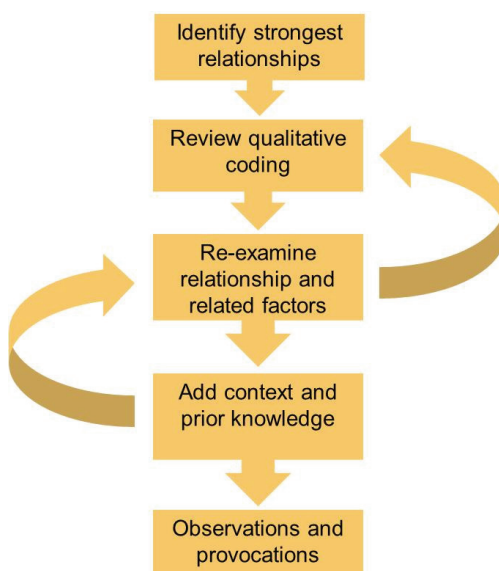 Identify strongest
relationships
Review qualitative
coding
Re-examine
relationship and
related factors
Add context and
prior knowledge
Observations and
provocations